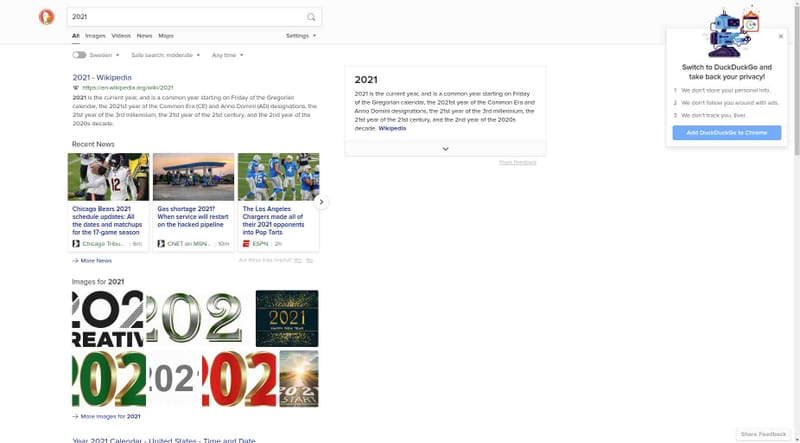 2021
All Images Videos News Maps Settings
Sweden Safe search: moderate Any time
2021 - Wikipedia
W https://en.wikipedia.org/wiki/2021
2021 is the current year, and is a common year starting on Friday of the Gregorian
calendar, the 2021st year of the Common Era (CE) and Anno Domini (AD) designations, the
21st year of the 3rd millennium, the 21st year of the 21st century, and the 2nd year of the
2020s decade.
Recent News
Chicago Bears 2021
schedule updates: All
the dates and matchups
for the 17-game season
Chicago Tribu... 6m
Gas shortage 2021?
When service will restart
on the hacked pipeline
CNET on MSN... 10m
The Los Angeles
Chargers made all of
their 2021 opponents
into Pop Tarts
ESPN 2h
→ More News
Are these links helpful? Yes No
Images for 2021
202
REATIV
202
2021
HAPPY NEW YEAR
202
202
202
2021
START
→ More Images for 2021
Year 2021 Calendar - United States - Time and Date
2021
2021 is the current year, and is a common year starting on Friday of
the Gregorian calendar, the 2021st year of the Common Era and
Anno Domini designations, the 21st year of the 3rd millennium, the
21st year of the 21st century, and the 2nd year of the 2020s
decade. Wikipedia
Share Feedback
Switch to DuckDuckGo and
take back your privacy!
1 We don't store your personal info.
2 We don't follow you around with ads.
3 We don't track you. Ever.
Add DuckDuckGo to Chrome
Share Feedback